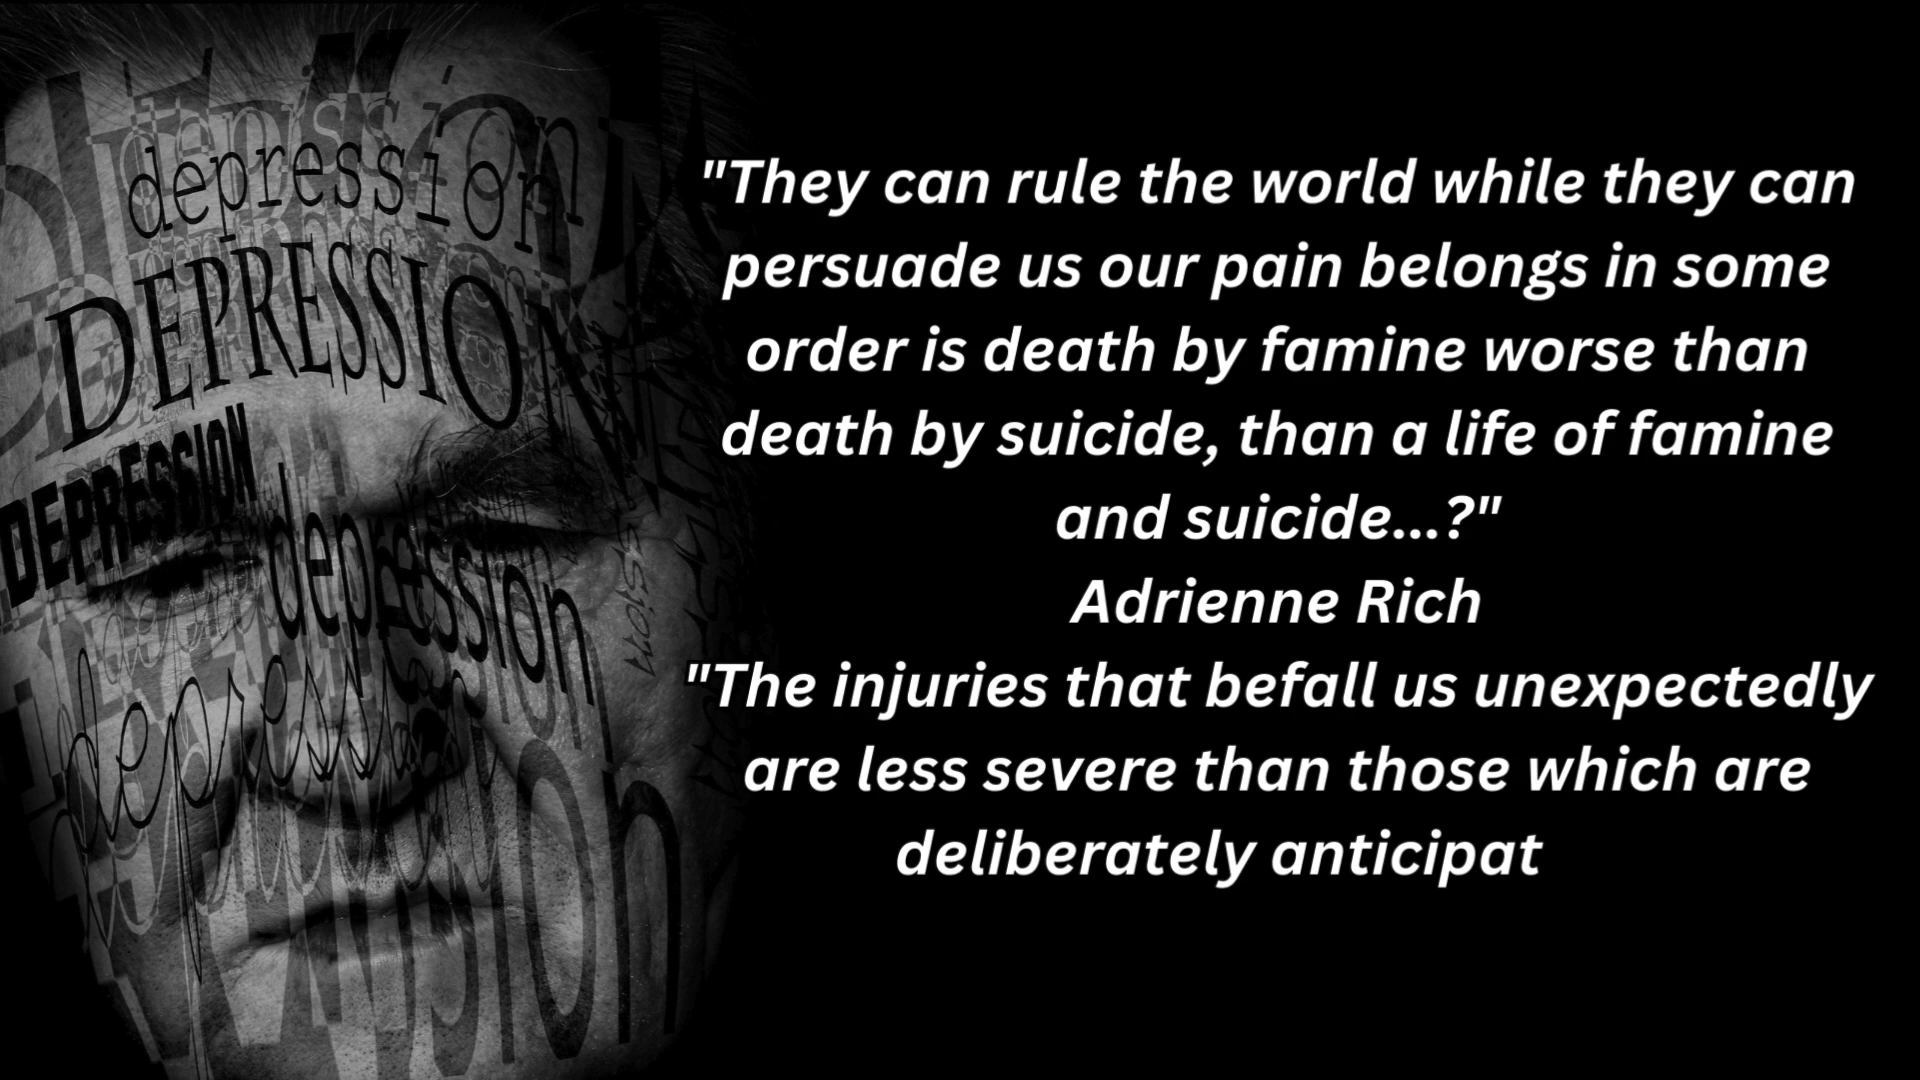 depression
DEPRESSION
DEPRESSION
depression
depression
"They can rule the world while they can
persuade us our pain belongs in some
order is death by famine worse than
death by suicide, than a life of famine
and suicide...?"
Adrienne Rich
"The injuries that befall us unexpectedly
are less severe than those which are
deliberately anticipat